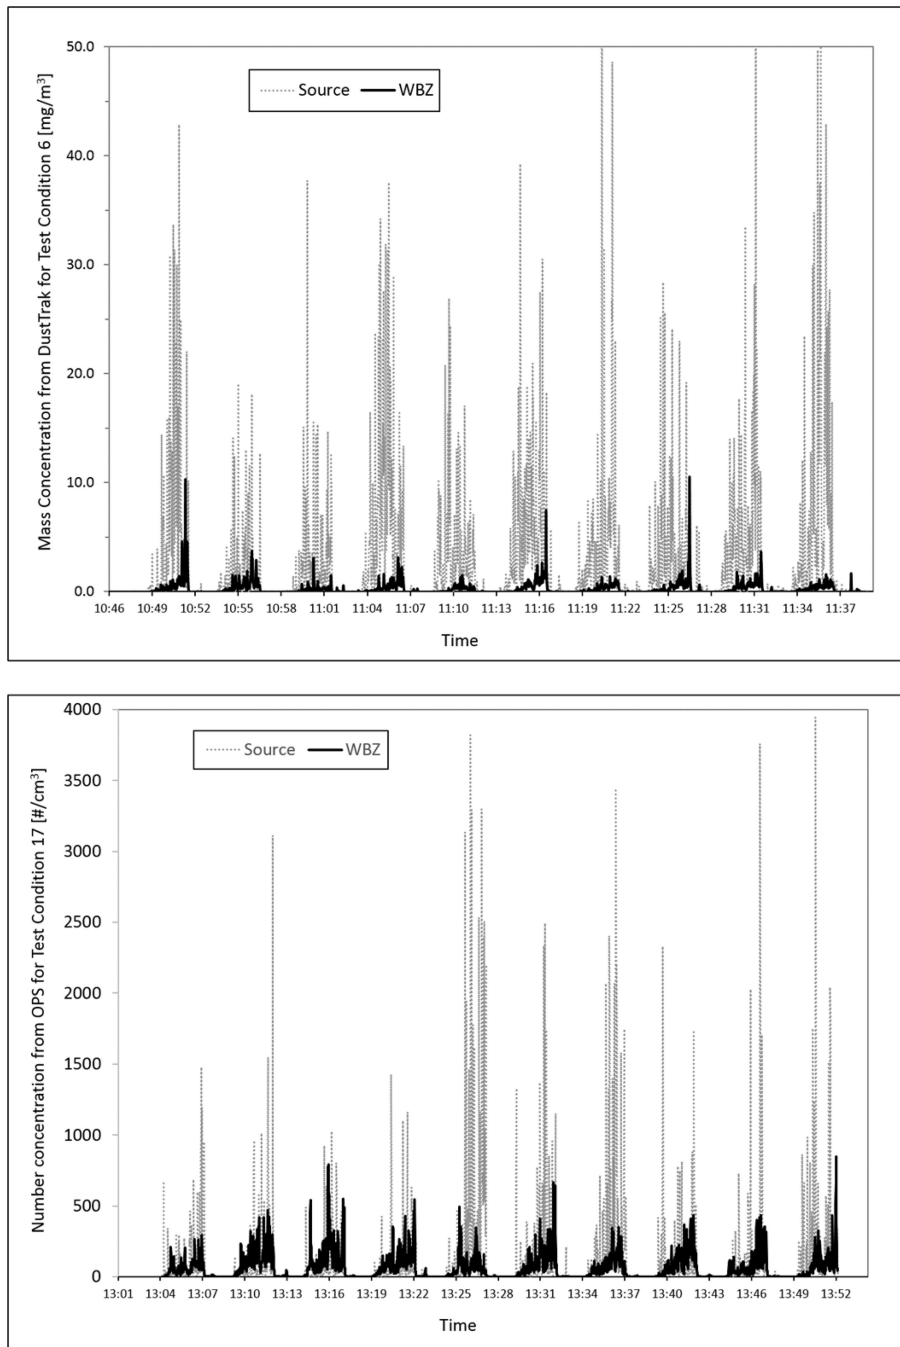 Mass Concentration from DustTrak for Test Condition 6 [mg/m³]
50.0
40.0
30.0
20.0
10.0
0.0
Source WBZ
10:46 10:49 10:52 10:55 10:58 11:01 11:04 11:07 11:10 11:13 11:16 11:19 11:22 11:25 11:28 11:31 11:34 11:37
Time
Number concentration from OPS for Test Condition 17 [#/cm³]
4000
3500
3000
2500
2000
1500
1000
500
0
Source WBZ
13:01 13:04 13:07 13:10 13:13 13:16 13:19 13:22 13:25 13:28 13:31 13:34 13:37 13:40 13:43 13:46 13:49 13:52
Time